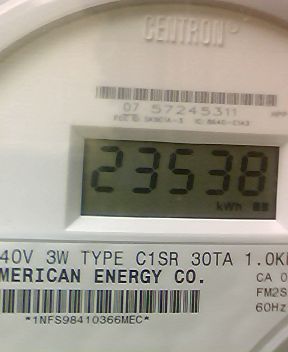 CENTRON®
07 57245311
23538
kWh
40V 3W TYPE C1SR 30TA 1.0K
MERICAN ENERGY CO.
CA 0
FM2S
60Hz
*1NFS98410366MEC*